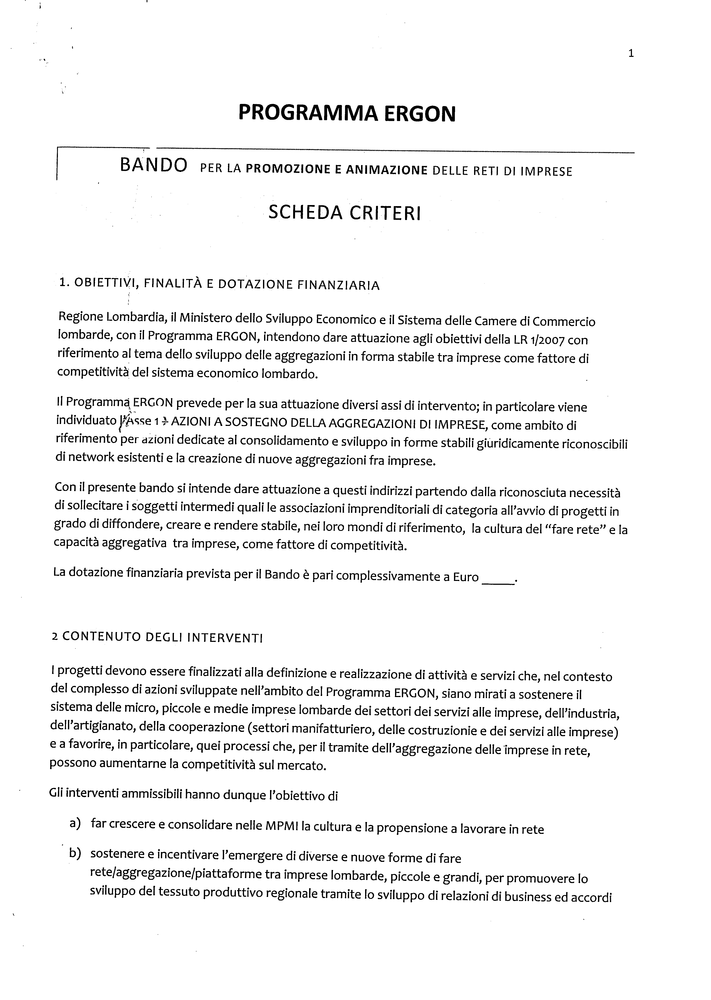 1
PROGRAMMA ERGON
BANDO PER LA PROMOZIONE E ANIMAZIONE DELLE RETI DI IMPRESE
SCHEDA CRITERI
1. OBIETTIVI, FINALITÀ E DOTAZIONE FINANZIARIA
Regione Lombardia, il Ministero dello Sviluppo Economico e il Sistema delle Camere di Commercio
lombarde, con il Programma ERGON, intendono dare attuazione agli obiettivi della LR 1/2007 con
riferimento al tema dello sviluppo delle aggregazioni in forma stabile tra imprese come fattore di
competitività del sistema economico lombardo.
Il Programma ERGON prevede per la sua attuazione diversi assi di intervento; in particolare viene
individuato l'Asse 1 - AZIONI A SOSTEGNO DELLA AGGREGAZIONI DI IMPRESE, come ambito di
riferimento per azioni dedicate al consolidamento e sviluppo in forme stabili giuridicamente riconoscibili
di network esistenti e la creazione di nuove aggregazioni fra imprese.
Con il presente bando si intende dare attuazione a questi indirizzi partendo dalla riconosciuta necessità
di sollecitare i soggetti intermedi quali le associazioni imprenditoriali di categoria all'avvio di progetti in
grado di diffondere, creare e rendere stabile, nei loro mondi di riferimento, la cultura del “fare rete” e la
capacità aggregativa tra imprese, come fattore di competitività.
La dotazione finanziaria prevista per il Bando è pari complessivamente a Euro _____.
2 CONTENUTO DEGLI INTERVENTI
I progetti devono essere finalizzati alla definizione e realizzazione di attività e servizi che, nel contesto
del complesso di azioni sviluppate nell'ambito del Programma ERGON, siano mirati a sostenere il
sistema delle micro, piccole e medie imprese lombarde dei settori dei servizi alle imprese, dell'industria,
dell'artigianato, della cooperazione (settori manifatturiero, delle costruzionie e dei servizi alle imprese)
e a favorire, in particolare, quei processi che, per il tramite dell'aggregazione delle imprese in rete,
possono aumentarne la competitività sul mercato.
Gli interventi ammissibili hanno dunque l'obiettivo di
a) far crescere e consolidare nelle MPMI la cultura e la propensione a lavorare in rete
b) sostenere e incentivare l'emergere di diverse e nuove forme di fare
rete/aggregazione/piattaforme tra imprese lombarde, piccole e grandi, per promuovere lo
sviluppo del tessuto produttivo regionale tramite lo sviluppo di relazioni di business ed accordi